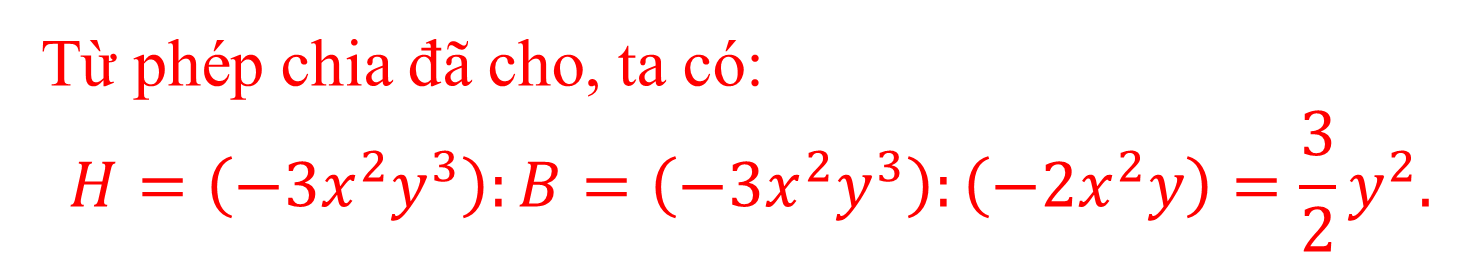 Từ phép chia đã cho, ta có:
H = (−3x²y³): B = (−3x²y³): (−2x²y) = 3/2 y².